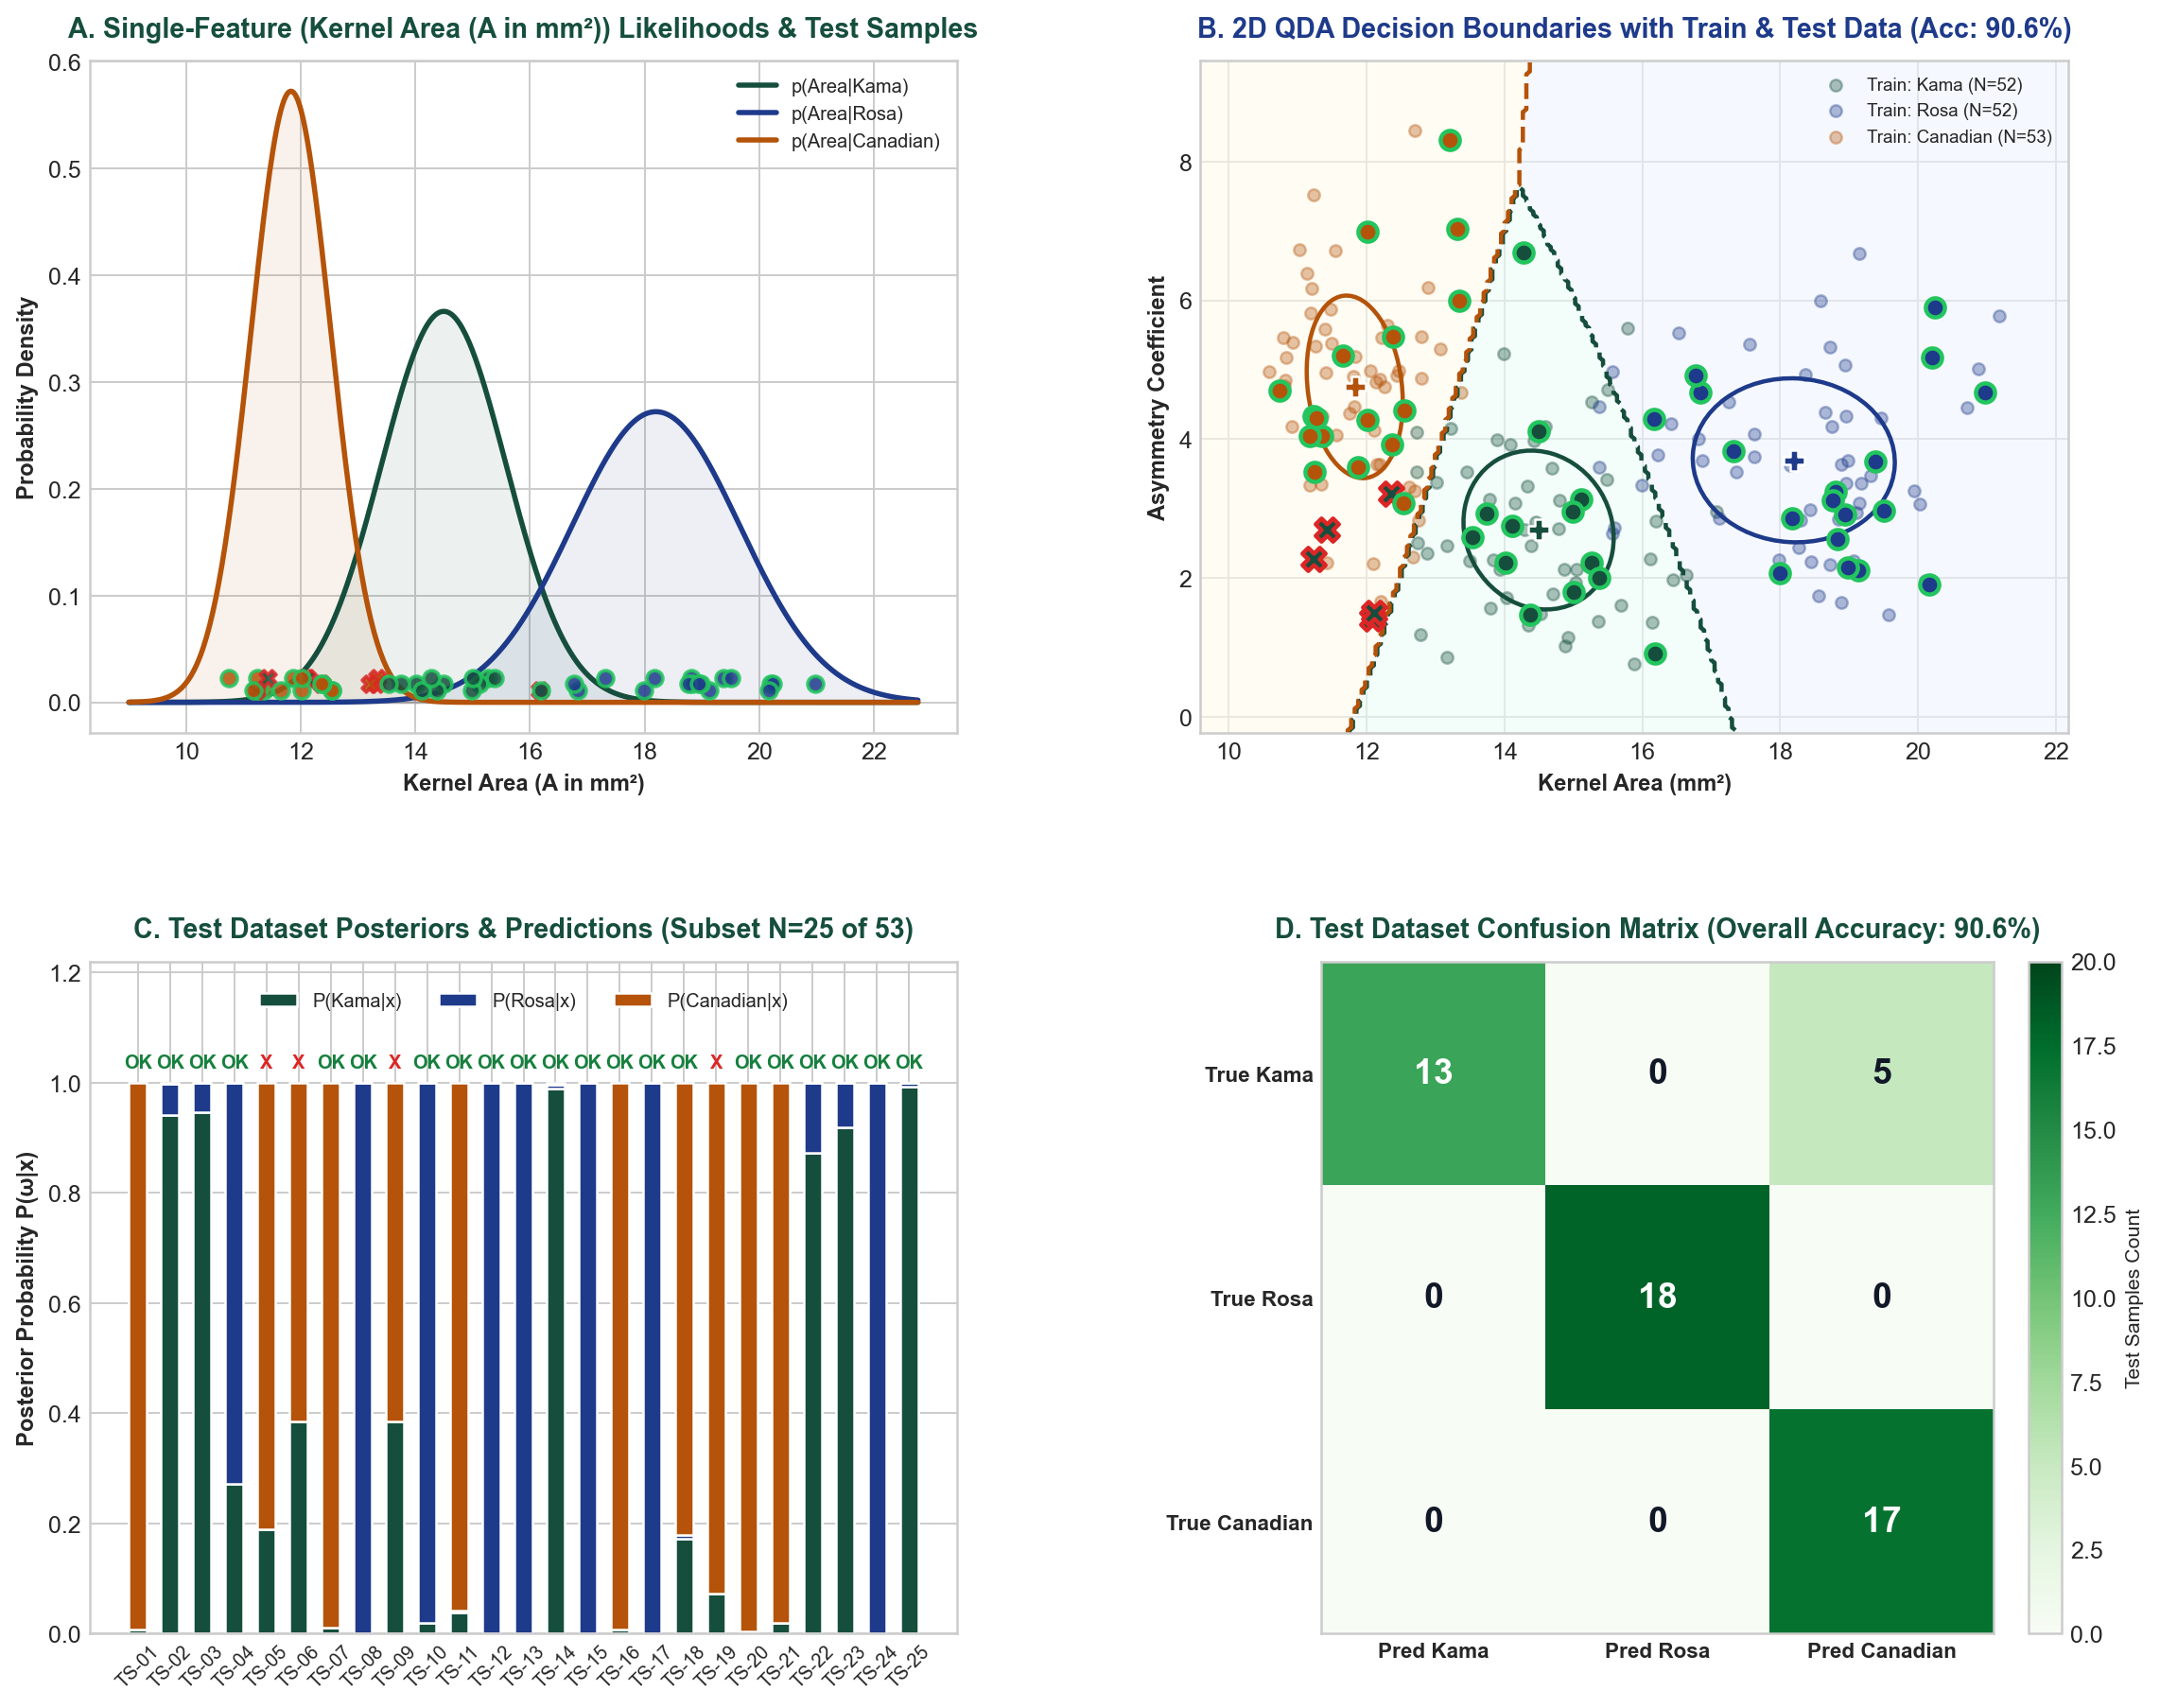 A. Single-Feature (Kernel Area (A in mm²)) Likelihoods & Test Samples
0.6
0.5
0.4
0.3
0.2
0.1
0.0
Probability Density
p(Area|Kama)
p(Area|Rosa)
p(Area|Canadian)
10 12 14 16 18 20 22
Kernel Area (A in mm²)
B. 2D QDA Decision Boundaries with Train & Test Data (Acc: 90.6%)
8
6
4
2
0
Asymmetry Coefficient
Train: Kama (N=52)
Train: Rosa (N=52)
Train: Canadian (N=53)
10 12 14 16 18 20 22
Kernel Area (mm²)
C. Test Dataset Posteriors & Predictions (Subset N=25 of 53)
1.2
1.0
0.8
0.6
0.4
0.2
0.0
Posterior Probability P(ω|x)
P(Kama|x) P(Rosa|x) P(Canadian|x)
OK OK OK OK X X OK OK X OK OK OK OK OK OK OK OK OK X OK OK OK OK OK OK
TS-01 TS-02 TS-03 TS-04 TS-05 TS-06 TS-07 TS-08 TS-09 TS-10 TS-11 TS-12 TS-13 TS-14 TS-15 TS-16 TS-17 TS-18 TS-19 TS-20 TS-21 TS-22 TS-23 TS-24 TS-25
D. Test Dataset Confusion Matrix (Overall Accuracy: 90.6%)
True Kama 13 0 5
True Rosa 0 18 0
True Canadian 0 0 17
Pred Kama Pred Rosa Pred Canadian
20.0
17.5
15.0
12.5
10.0
7.5
5.0
2.5
0.0
Test Samples Count